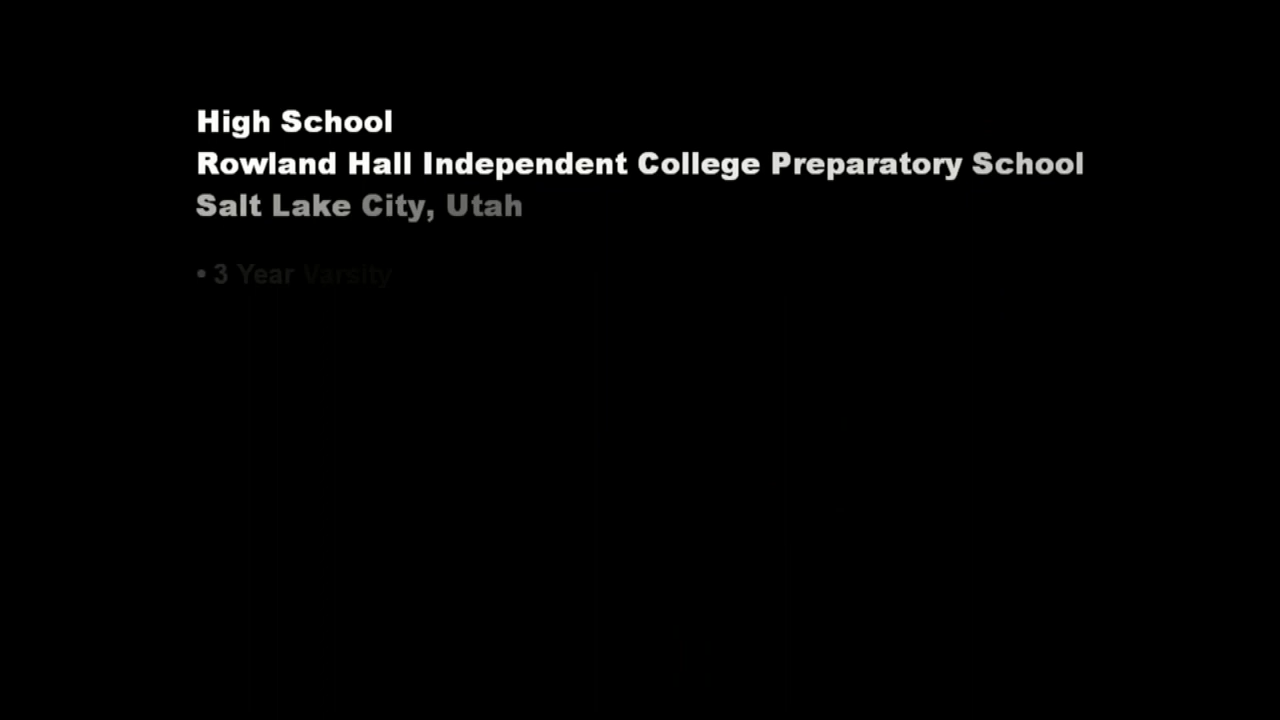 High School
Rowland Hall Independent College Preparatory School
Salt Lake City, Utah
• 3 Year Varsity